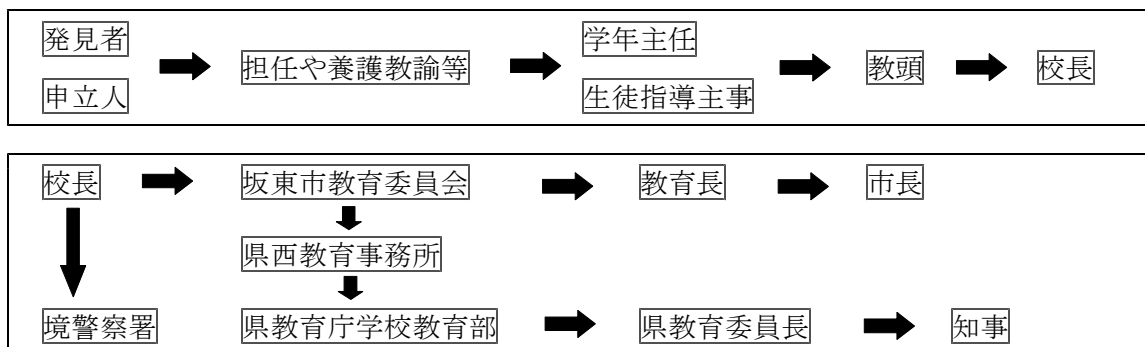 発見者
申立人
担任や養護教諭等
学年主任
生徒指導主事
教頭
校長
校長
坂東市教育委員会
教育長
市長
県西教育事務所
境警察署
県教育庁学校教育部
県教育委員長
知事